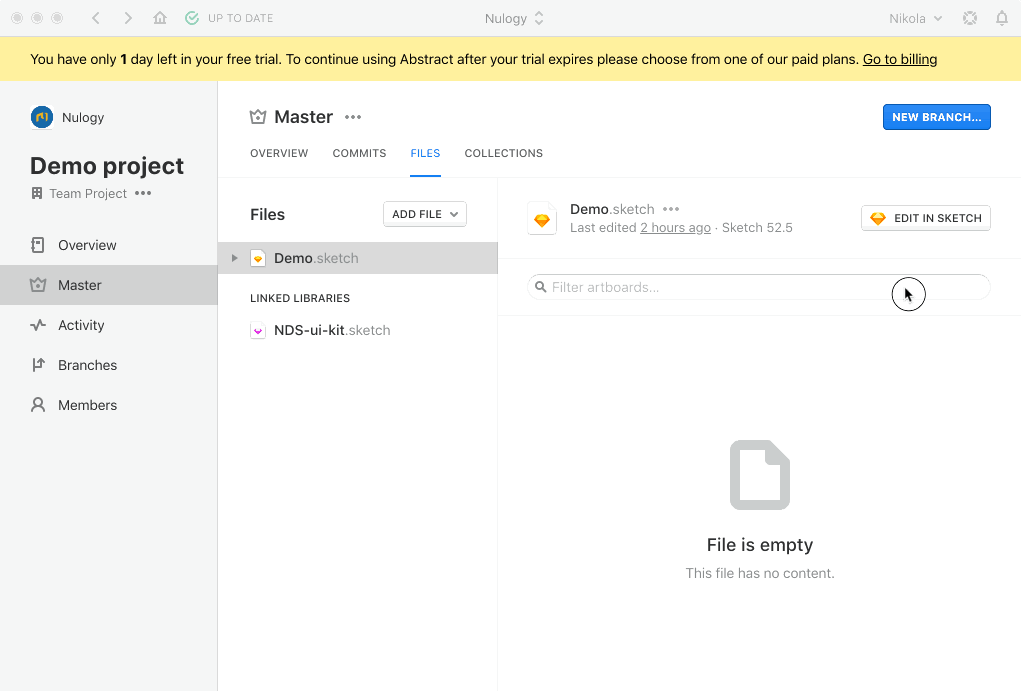 UP TO DATE
Nulogy
Nikola
You have only 1 day left in your free trial. To continue using Abstract after your trial expires please choose from one of our paid plans. Go to billing
Nulogy
Demo project
Team Project •••
Overview
Master
Activity
Branches
Members
Master •••
NEW BRANCH...
OVERVIEW COMMITS FILES COLLECTIONS
Files
ADD FILE
Demo.sketch
LINKED LIBRARIES
NDS-ui-kit.sketch
Demo.sketch •••
Last edited 2 hours ago · Sketch 52.5
EDIT IN SKETCH
Filter artboards...
File is empty
This file has no content.